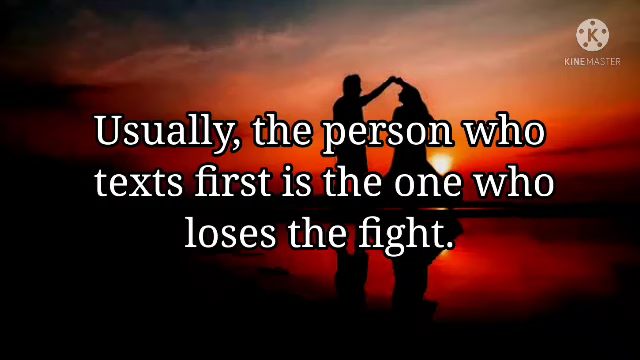 KINEMASTER
Usually, the person who
texts first is the one who
loses the fight.